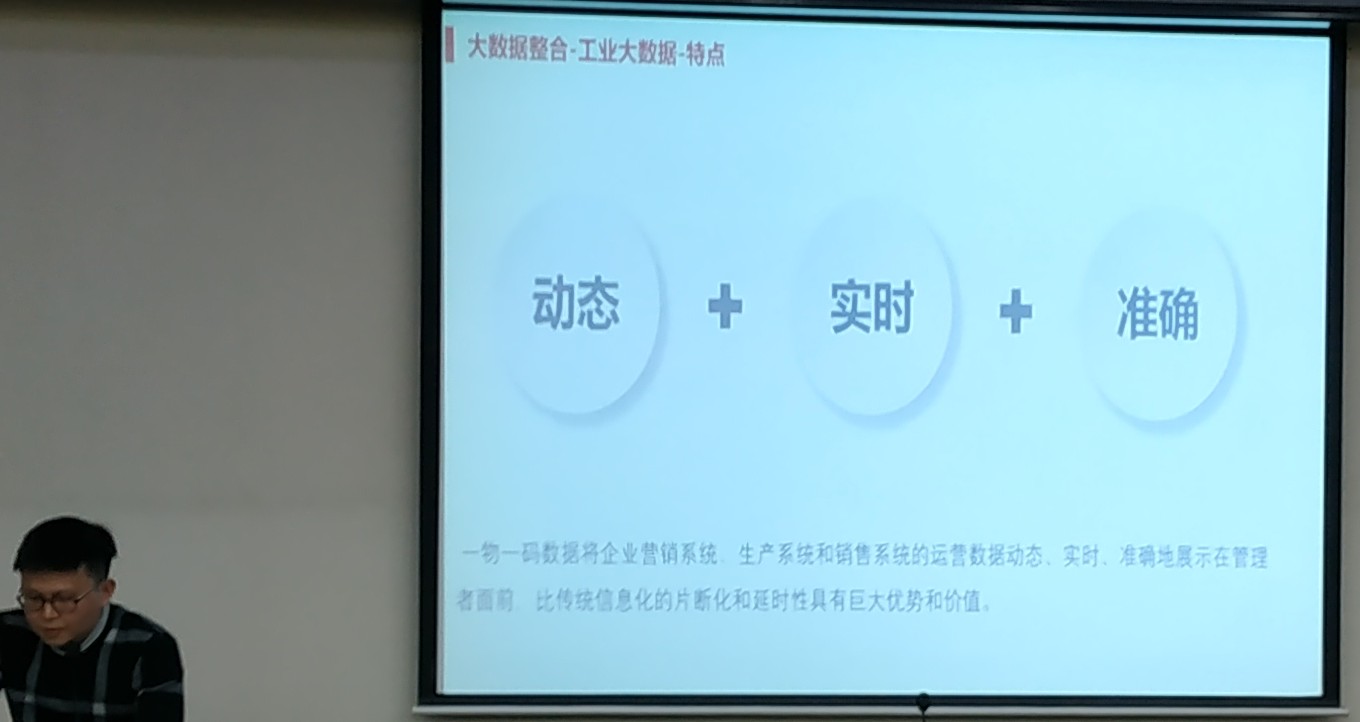 大数据整合-工业大数据-特点
动态 + 实时 + 准确
一物一码数据将企业营销系统、生产系统和销售系统的运营数据动态、实时、准确地展示在管理
者面前，比传统信息化的片断化和延时性具有巨大优势和价值。